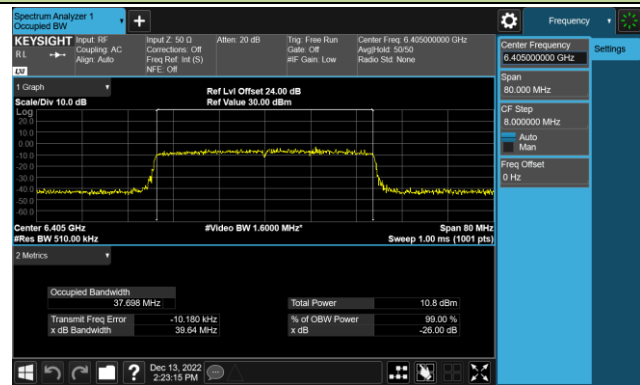 Spectrum Analyzer 1
Occupied BW
Frequency
KEYSIGHT
RL
LXI
Input: RF
Coupling: AC
Align: Auto
Input Z: 50 Ω
Corrections: Off
Freq Ref: Int (S)
NFE: Off
Atten: 20 dB
Trig: Free Run
Gate: Off
#IF Gain: Low
Center Freq: 6.405000000 GHz
Avg|Hold: 50/50
Radio Std: None
Center Frequency
6.405000000 GHz
Settings
Span
80.000 MHz
CF Step
8.000000 MHz
Auto
Man
Freq Offset
0 Hz
1 Graph
Scale/Div 10.0 dB
Ref Lvl Offset 24.00 dB
Ref Value 30.00 dBm
Log
20.0
10.0
0.00
-10.0
-20.0
-30.0
-40.0
-50.0
-60.0
Center 6.405 GHz
#Res BW 510.00 kHz
#Video BW 1.6000 MHz*
Span 80 MHz
Sweep 1.00 ms (1001 pts)
2 Metrics
Occupied Bandwidth
37.698 MHz
Total Power 10.8 dBm
Transmit Freq Error -10.180 kHz
% of OBW Power 99.00 %
x dB Bandwidth 39.64 MHz
x dB -26.00 dB
?
Dec 13, 2022
2:23:15 PM